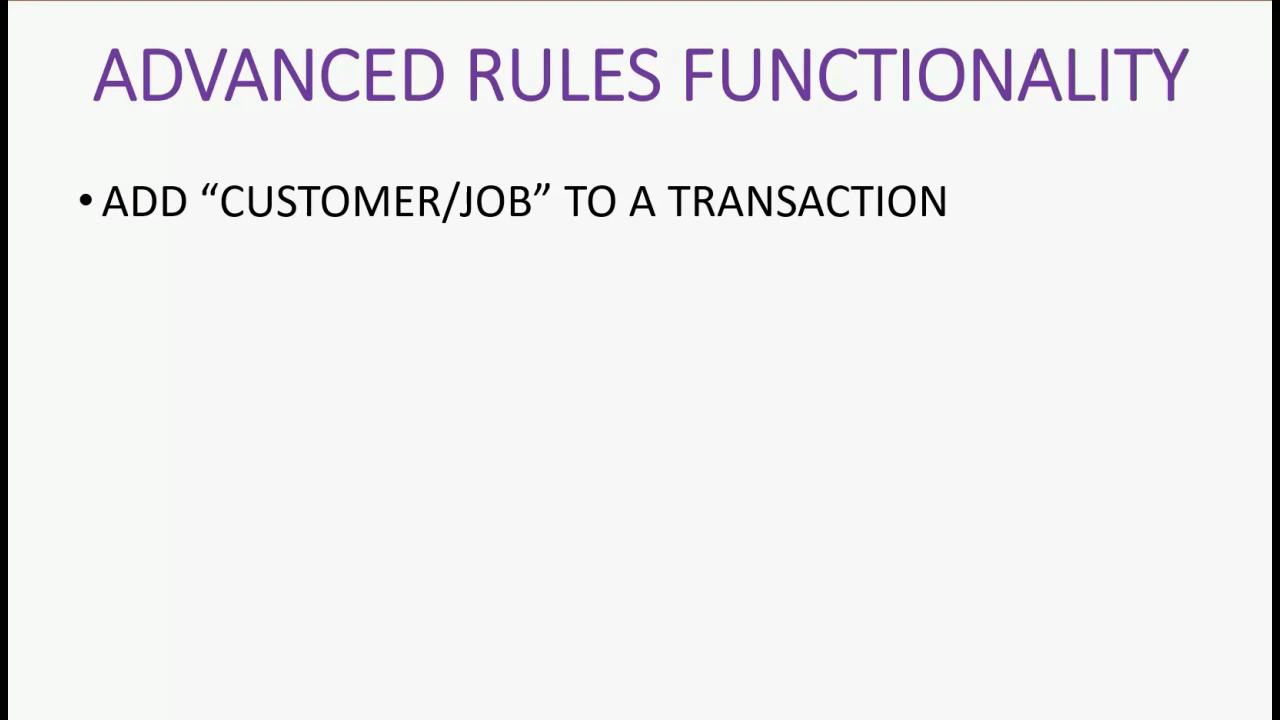 ADVANCED RULES FUNCTIONALITY
• ADD “CUSTOMER/JOB” TO A TRANSACTION